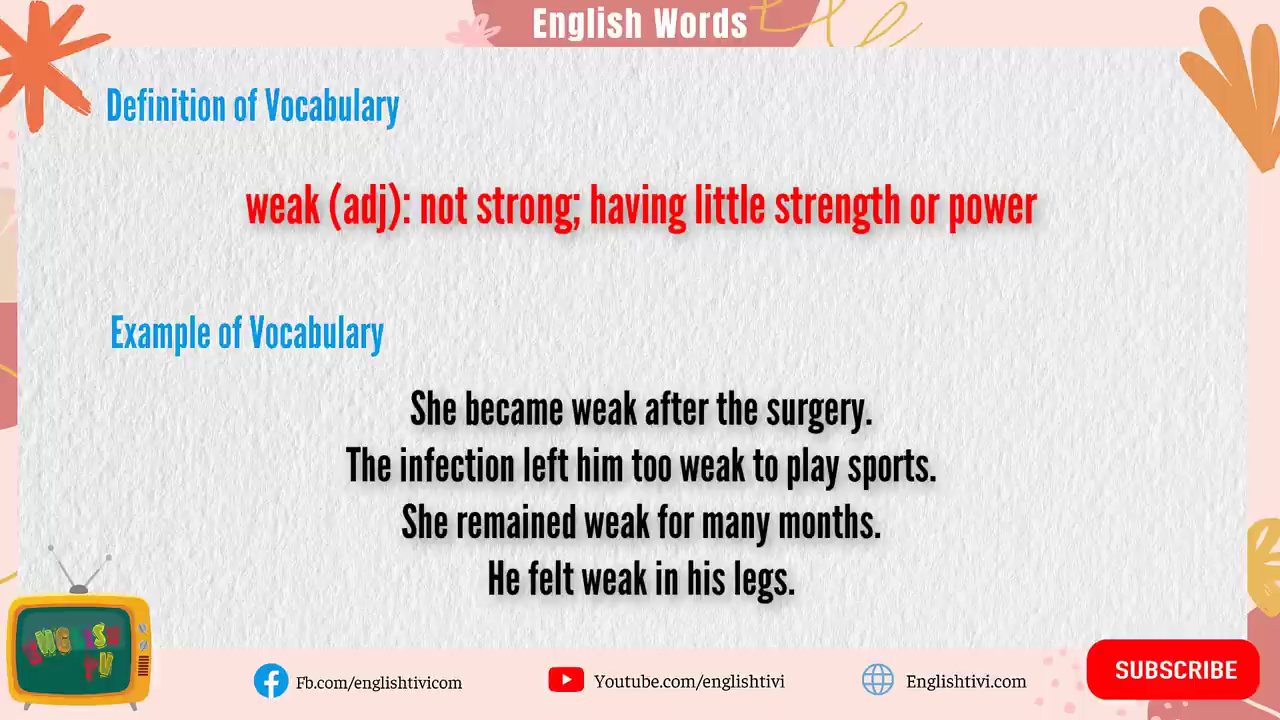 English Words
Definition of Vocabulary
weak (adj): not strong; having little strength or power
Example of Vocabulary
She became weak after the surgery.
The infection left him too weak to play sports.
She remained weak for many months.
He felt weak in his legs.
ENGLISH
TV
Fb.com/englishtivicom
Youtube.com/englishtivi
Englishtivi.com
SUBSCRIBE